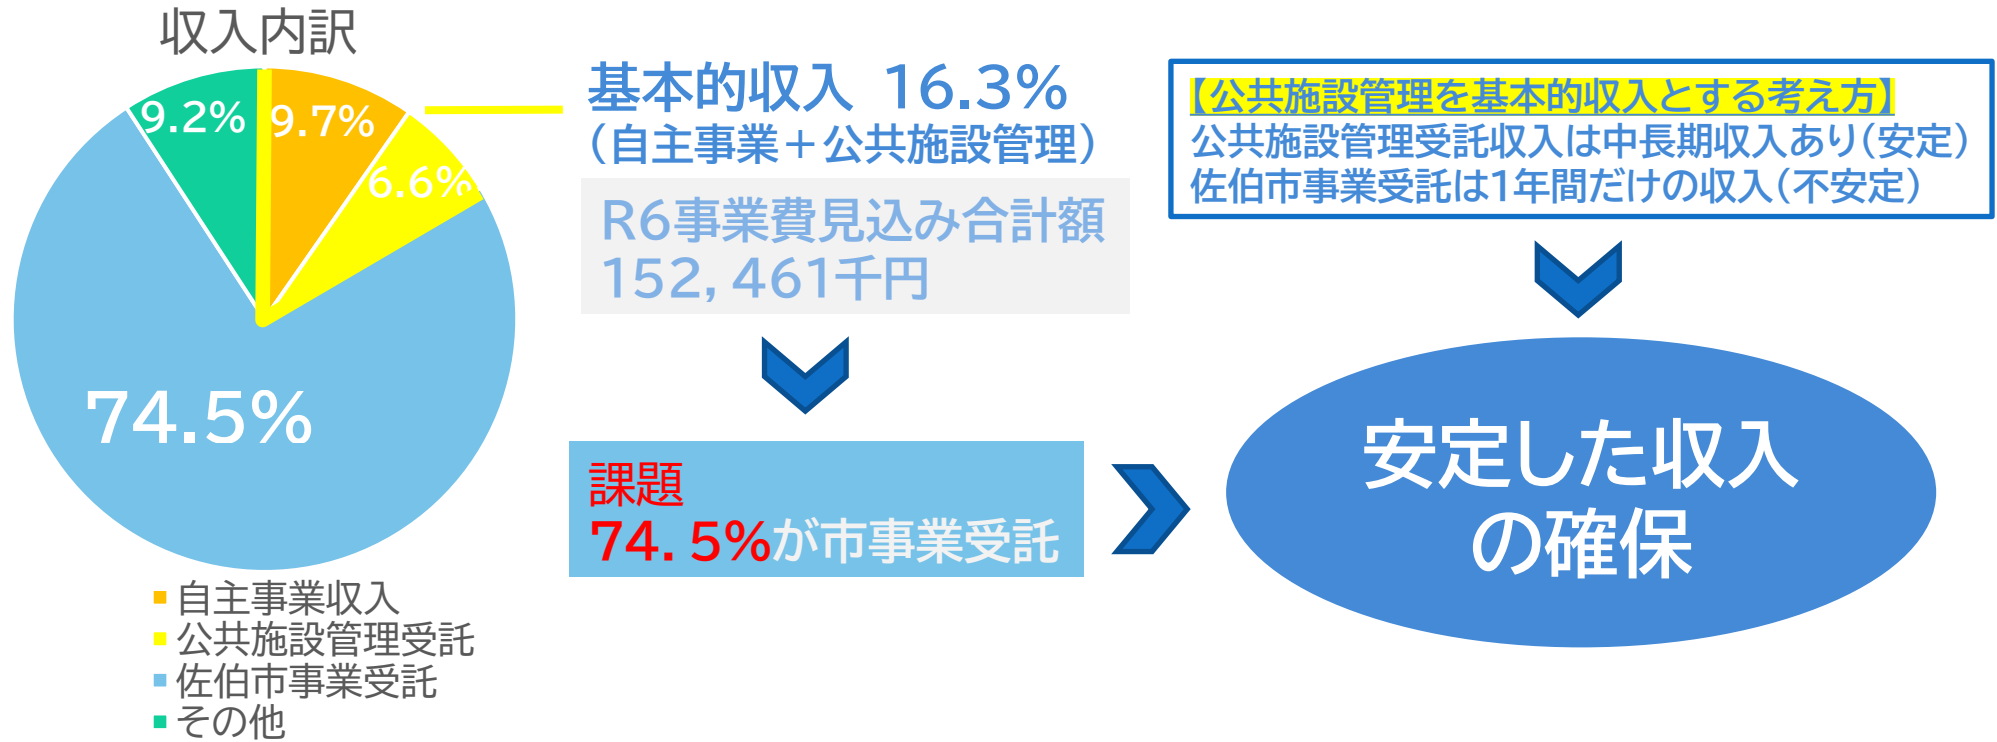 収入内訳
9.2%
9.7%
6.6%
74.5%
自主事業収入
公共施設管理受託
佐伯市事業受託
その他
基本的収入 16.3%
(自主事業+公共施設管理)
R6事業費見込み合計額
152,461千円
課題
74.5%が市事業受託
【公共施設管理を基本的収入とする考え方】
公共施設管理受託収入は中長期収入あり(安定)
佐伯市事業受託は1年間だけの収入(不安定)
安定した収入
の確保